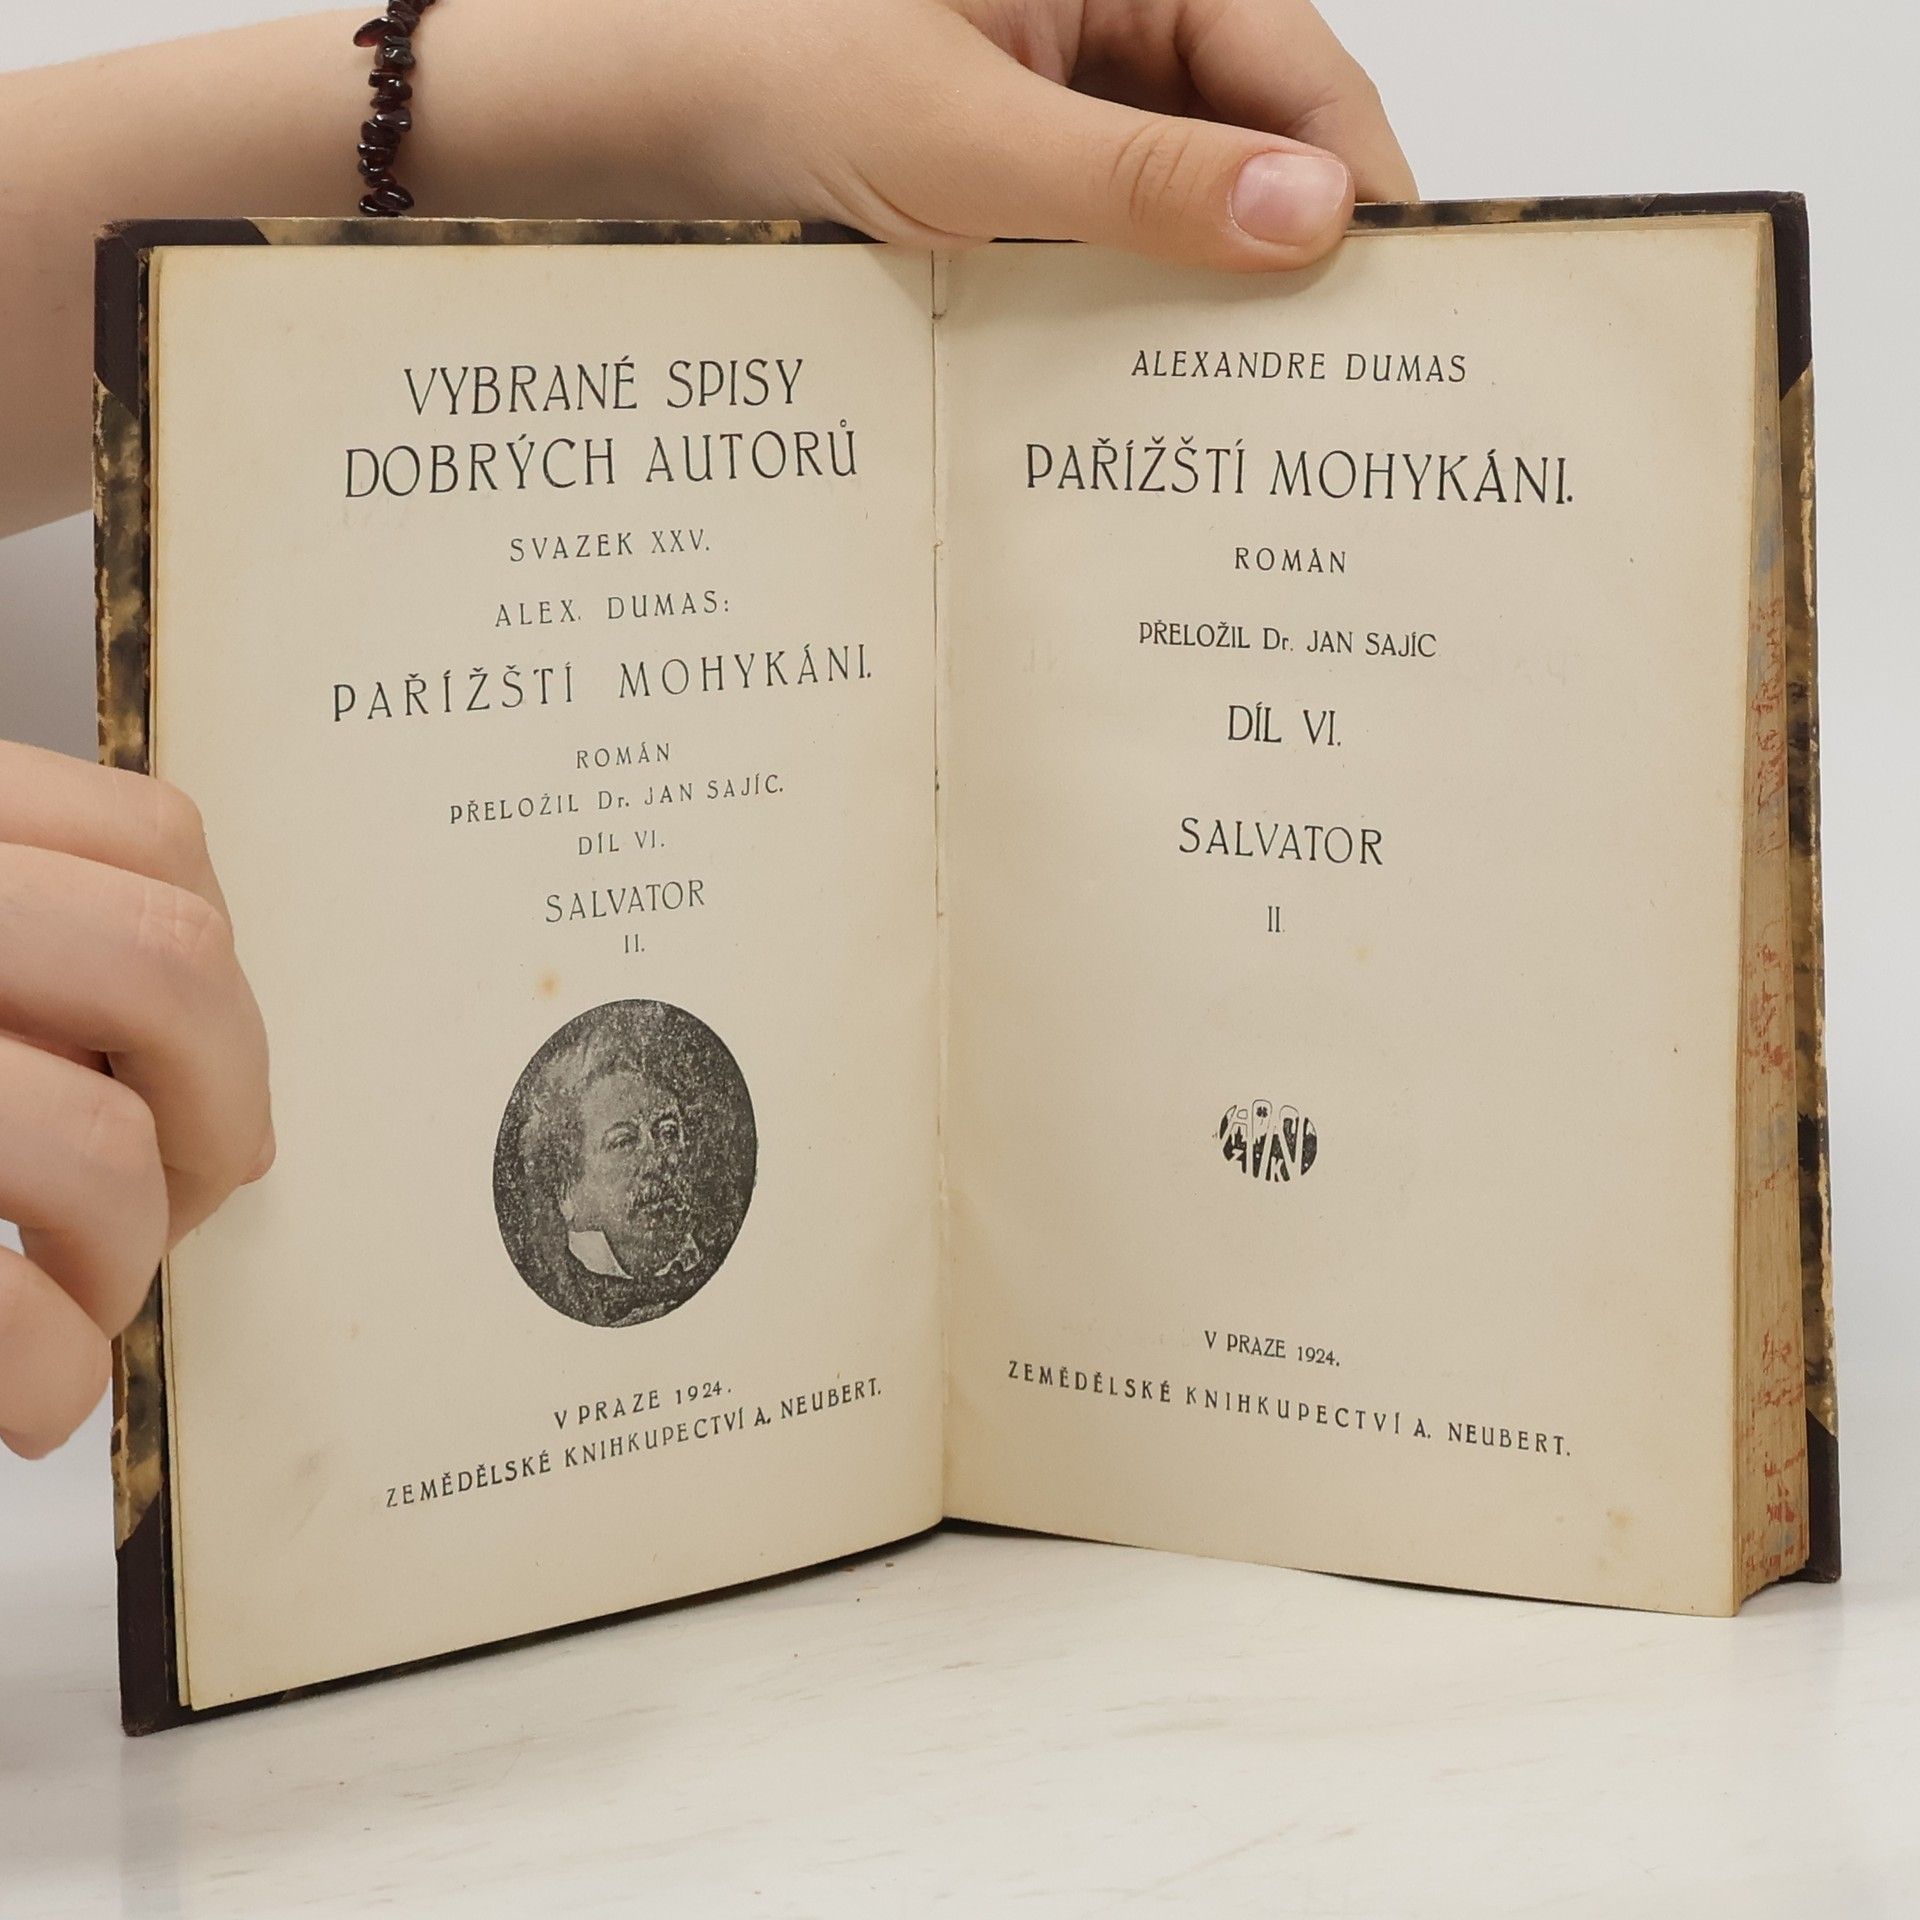 VYBRANÉ SPISY
DOBRÝCH AUTORŮ
SVAZEK XXV.
ALEX. DUMAS:
PAŘÍŽŠTÍ MOHYKÁNI.
ROMÁN
PŘELOŽIL Dr. JAN SAJÍC.
DÍL VI.
SALVATOR
II.
V PRAZE 1924.
ZEMĚDĚLSKÉ KNIHKUPECTVÍ A. NEUBERT.
ALEXANDRE DUMAS
PAŘÍŽŠTÍ MOHYKÁNI.
ROMÁN
PŘELOŽIL Dr. JAN SAJÍC
DÍL VI.
SALVATOR
II.
V PRAZE 1924.
ZEMĚDĚLSKÉ KNIHKUPECTVÍ A. NEUBERT.